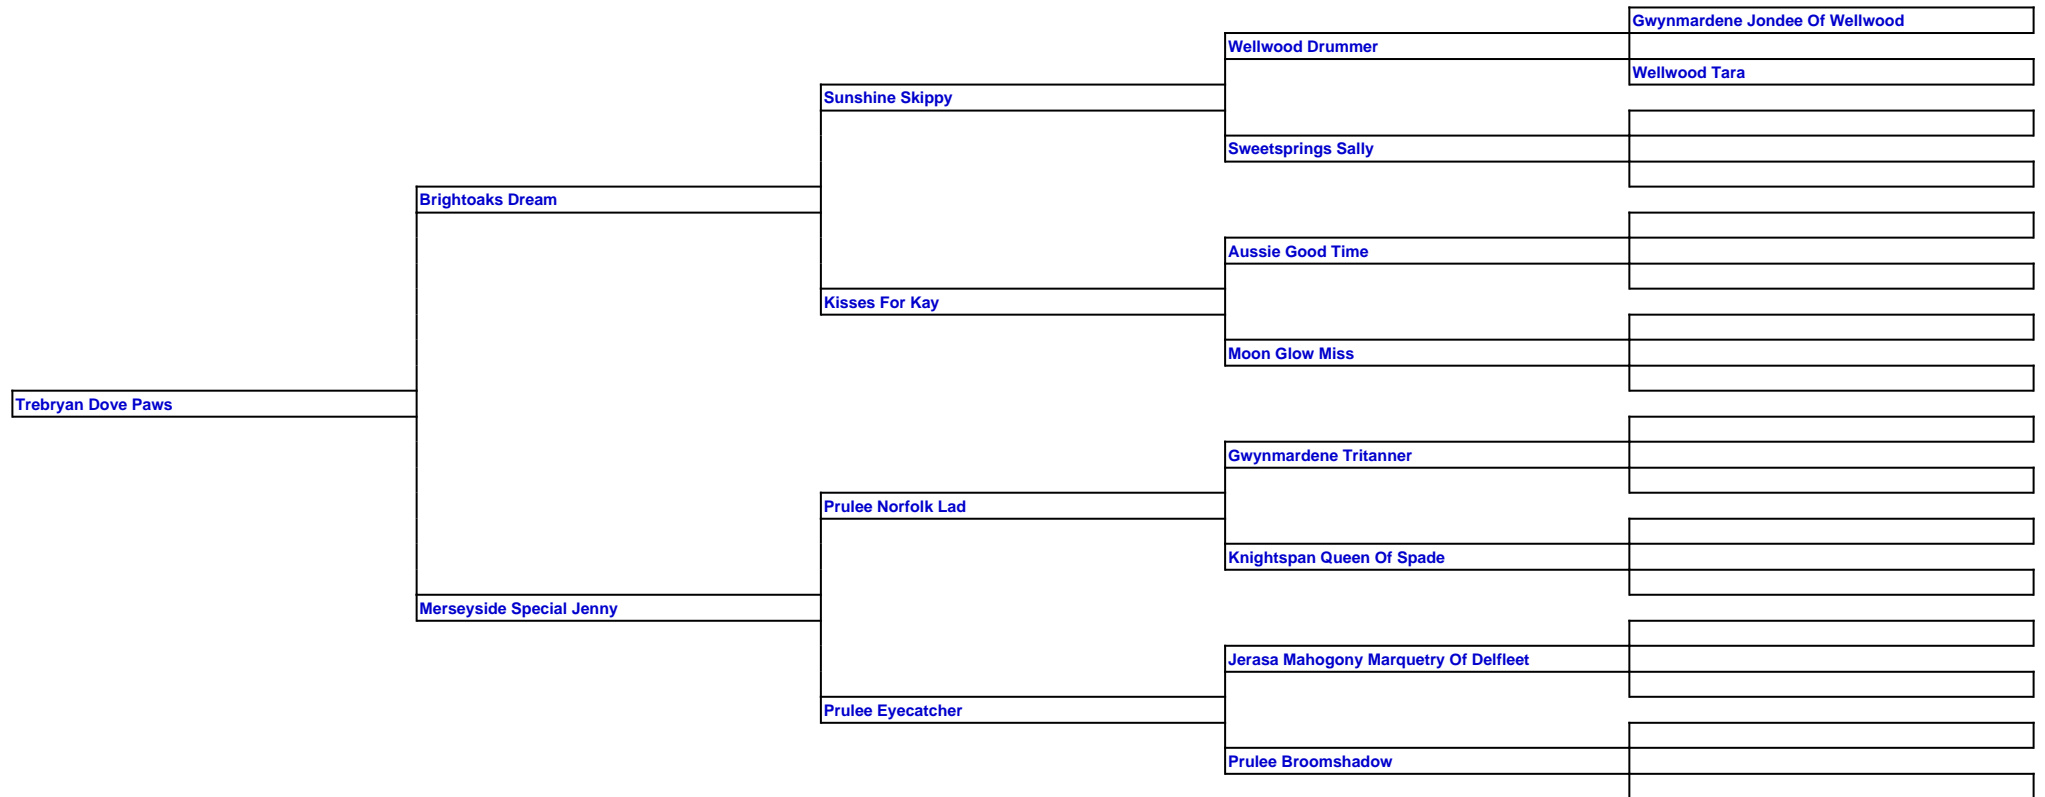 Gwynmardene Jondee Of Wellwood
Wellwood Drummer
Wellwood Tara
Sunshine Skippy
Sweetsprings Sally
Brightoaks Dream
Aussie Good Time
Kisses For Kay
Moon Glow Miss
Trebryan Dove Paws
Gwynmardene Tritanner
Prulee Norfolk Lad
Knightspan Queen Of Spade
Merseyside Special Jenny
Jerasa Mahogony Marquetry Of Delfleet
Prulee Eyecatcher
Prulee Broomshadow